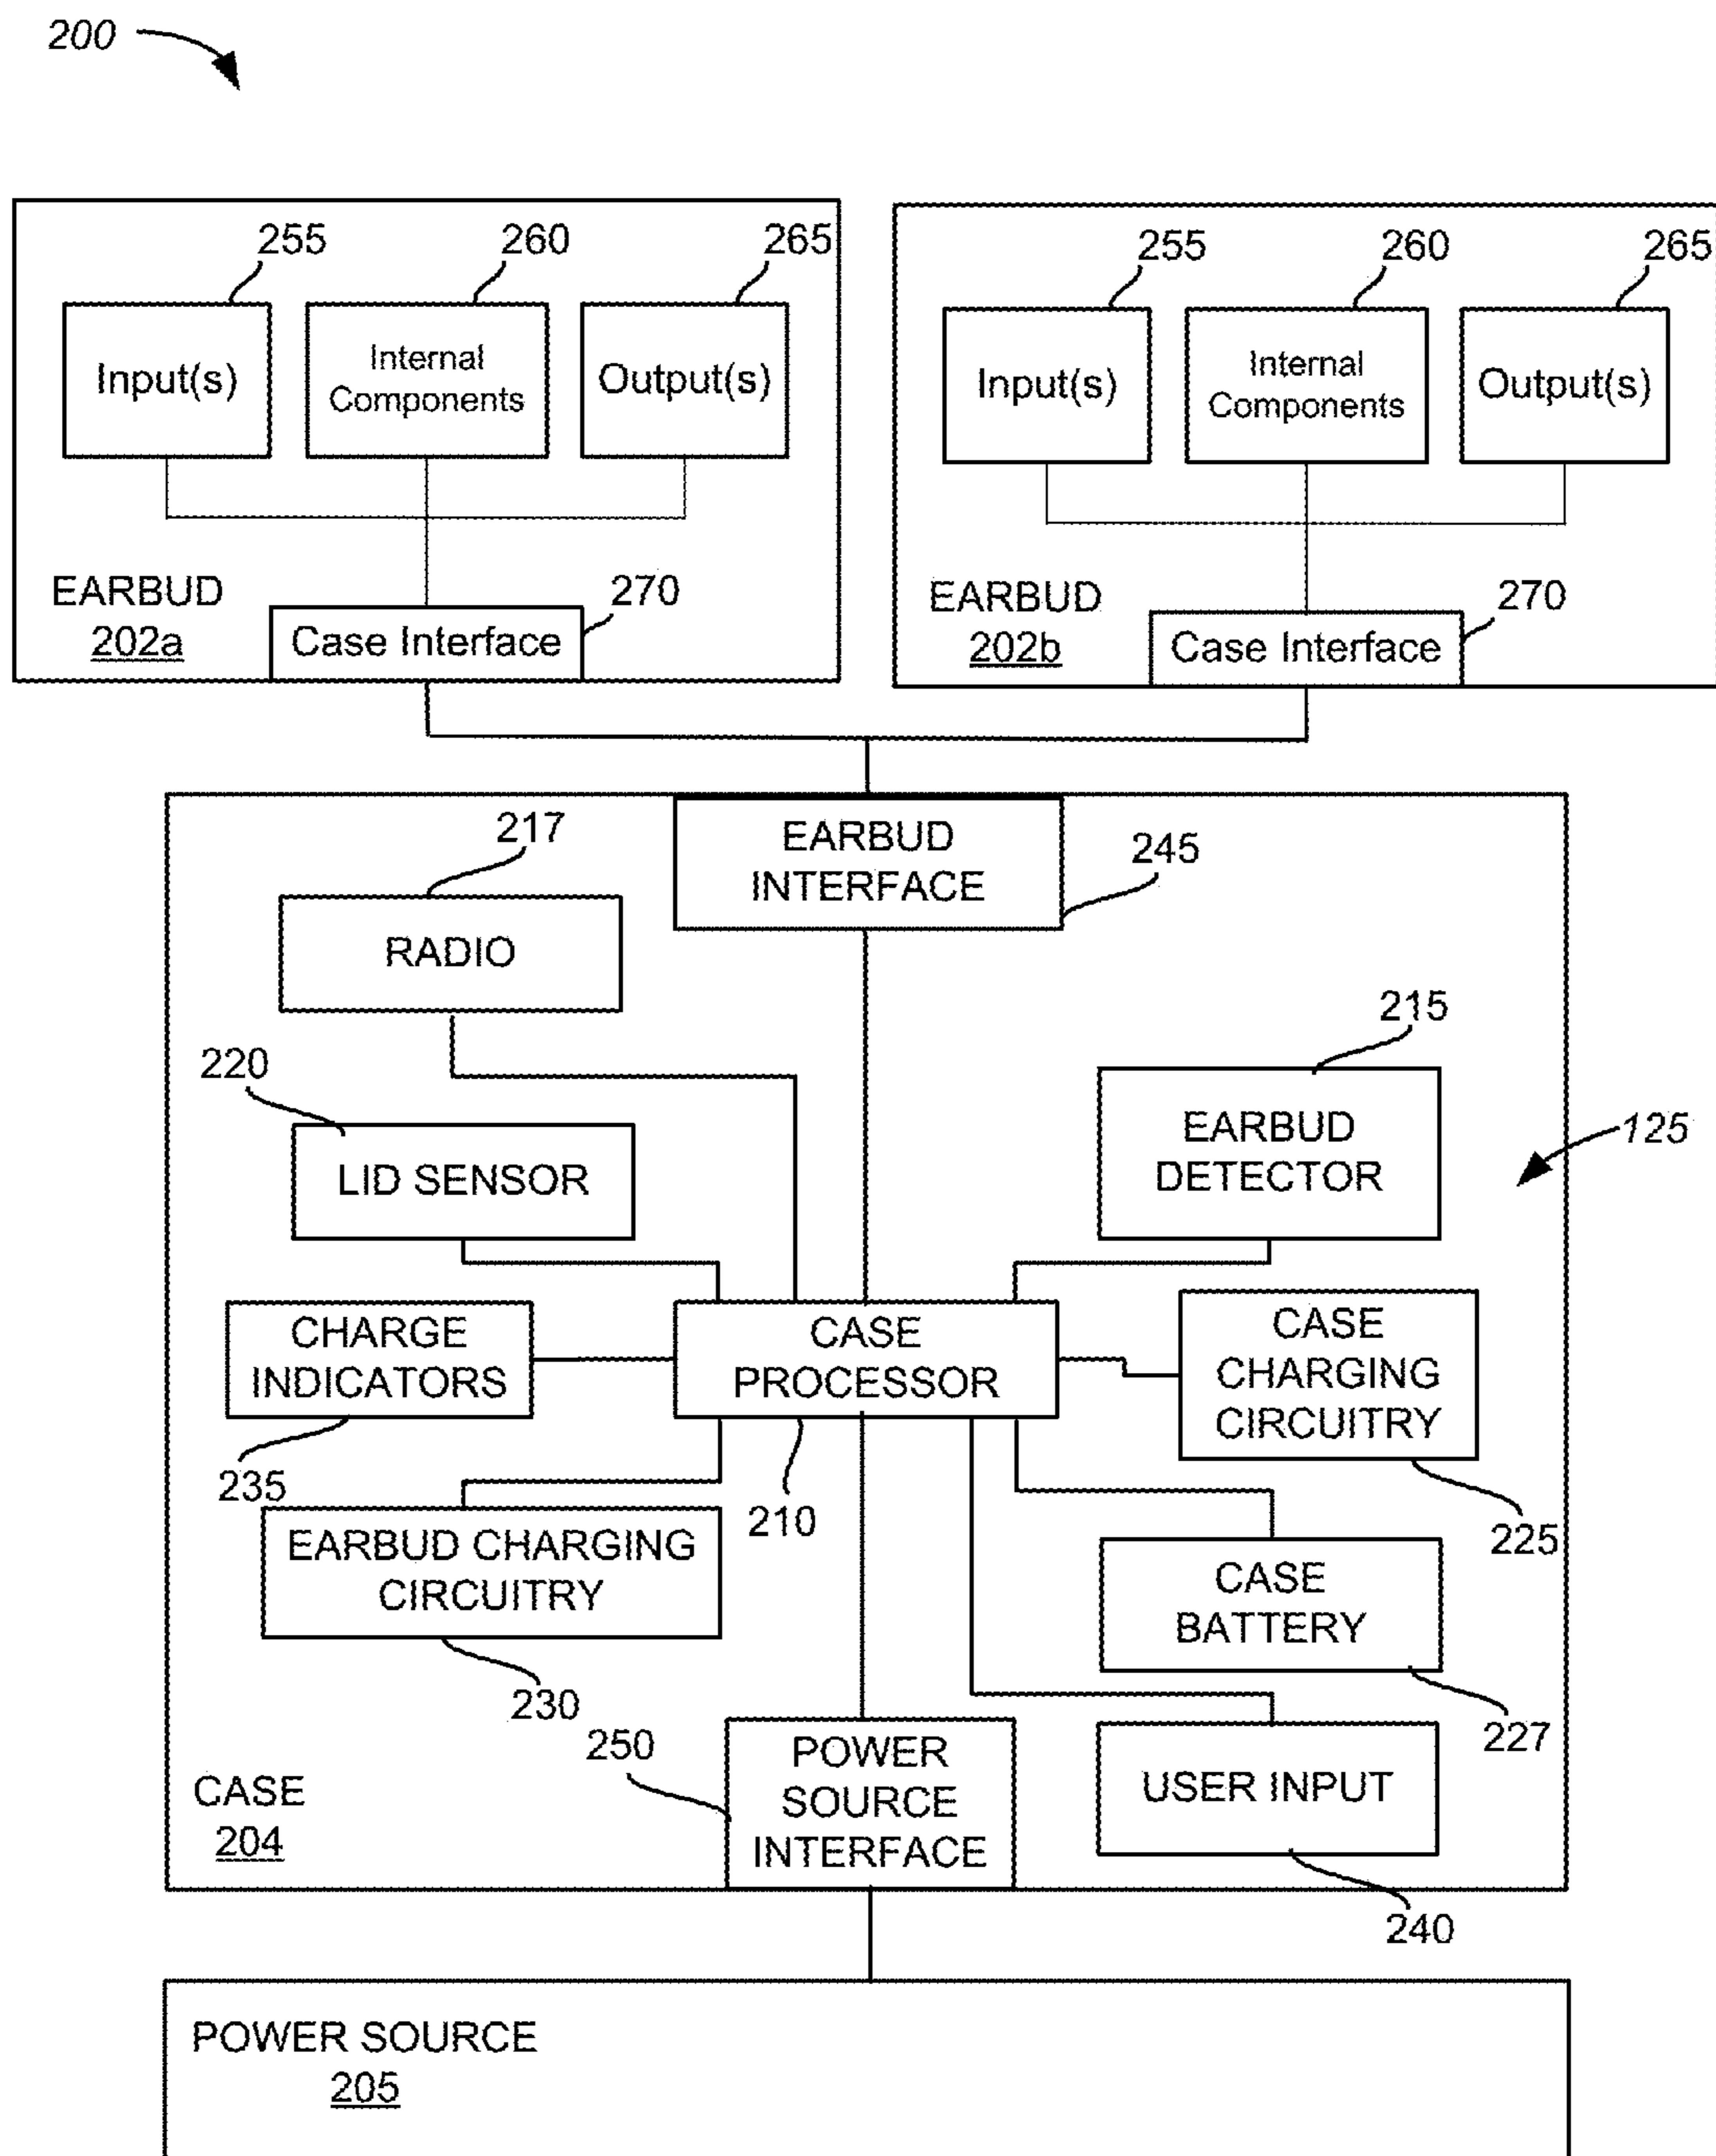 200
255
260
265
Input(s)
Internal
Components
Output(s)
EARBUD
202a
Case Interface
270
255
260
265
Input(s)
Internal
Components
Output(s)
EARBUD
202b
Case Interface
270
EARBUD
INTERFACE
245
217
RADIO
215
EARBUD
DETECTOR
125
220
LID SENSOR
CHARGE
INDICATORS
235
CASE
PROCESSOR
210
CASE
CHARGING
CIRCUITRY
225
EARBUD CHARGING
CIRCUITRY
230
CASE
BATTERY
227
250
POWER
SOURCE
INTERFACE
USER INPUT
240
CASE
204
POWER SOURCE
205